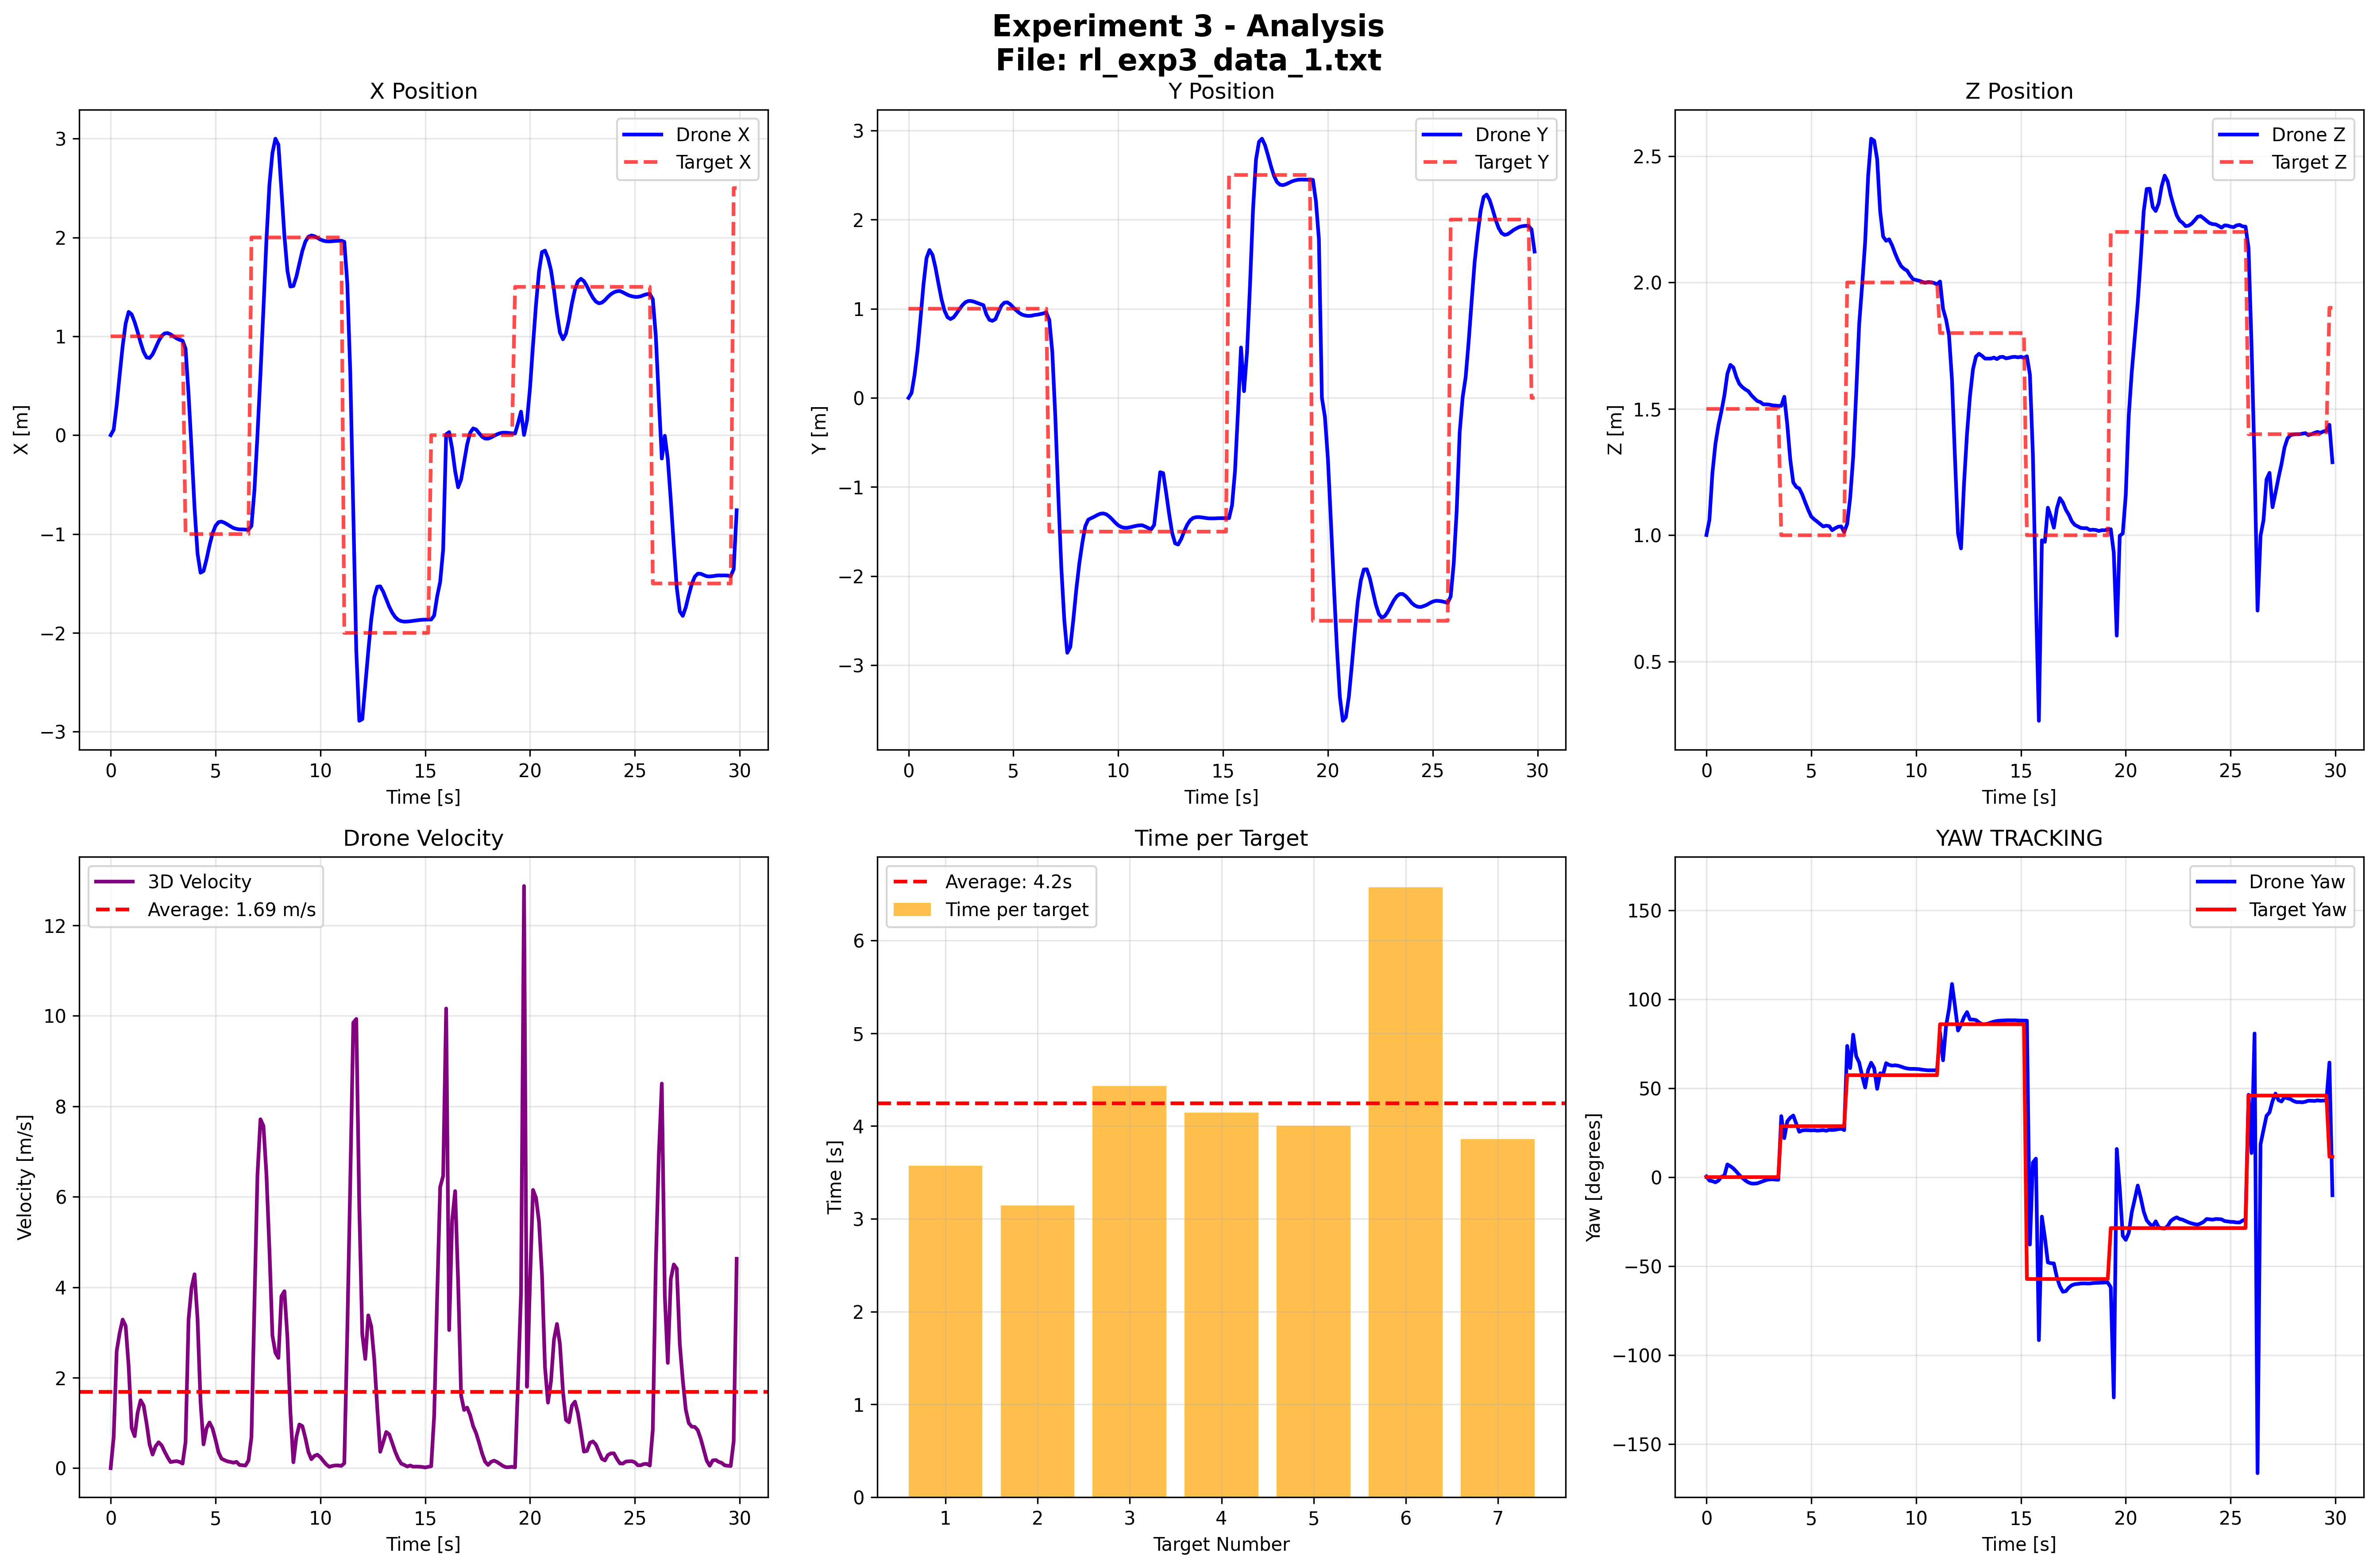 Experiment 3 - Analysis
File: rl_exp3_data_1.txt
X Position
3
2
1
0
−1
−2
−3
X [m]
Drone X
Target X
0 5 10 15 20 25 30
Time [s]
Y Position
3
2
1
0
−1
−2
−3
Y [m]
Drone Y
Target Y
0 5 10 15 20 25 30
Time [s]
Z Position
2.5
2.0
1.5
1.0
0.5
Z [m]
Drone Z
Target Z
0 5 10 15 20 25 30
Time [s]
Drone Velocity
12
10
8
6
4
2
0
Velocity [m/s]
3D Velocity
Average: 1.69 m/s
0 5 10 15 20 25 30
Time [s]
Time per Target
6
5
4
3
2
1
0
Time [s]
Average: 4.2s
Time per target
1 2 3 4 5 6 7
Target Number
YAW TRACKING
150
100
50
0
−50
−100
−150
Yaw [degrees]
Drone Yaw
Target Yaw
0 5 10 15 20 25 30
Time [s]